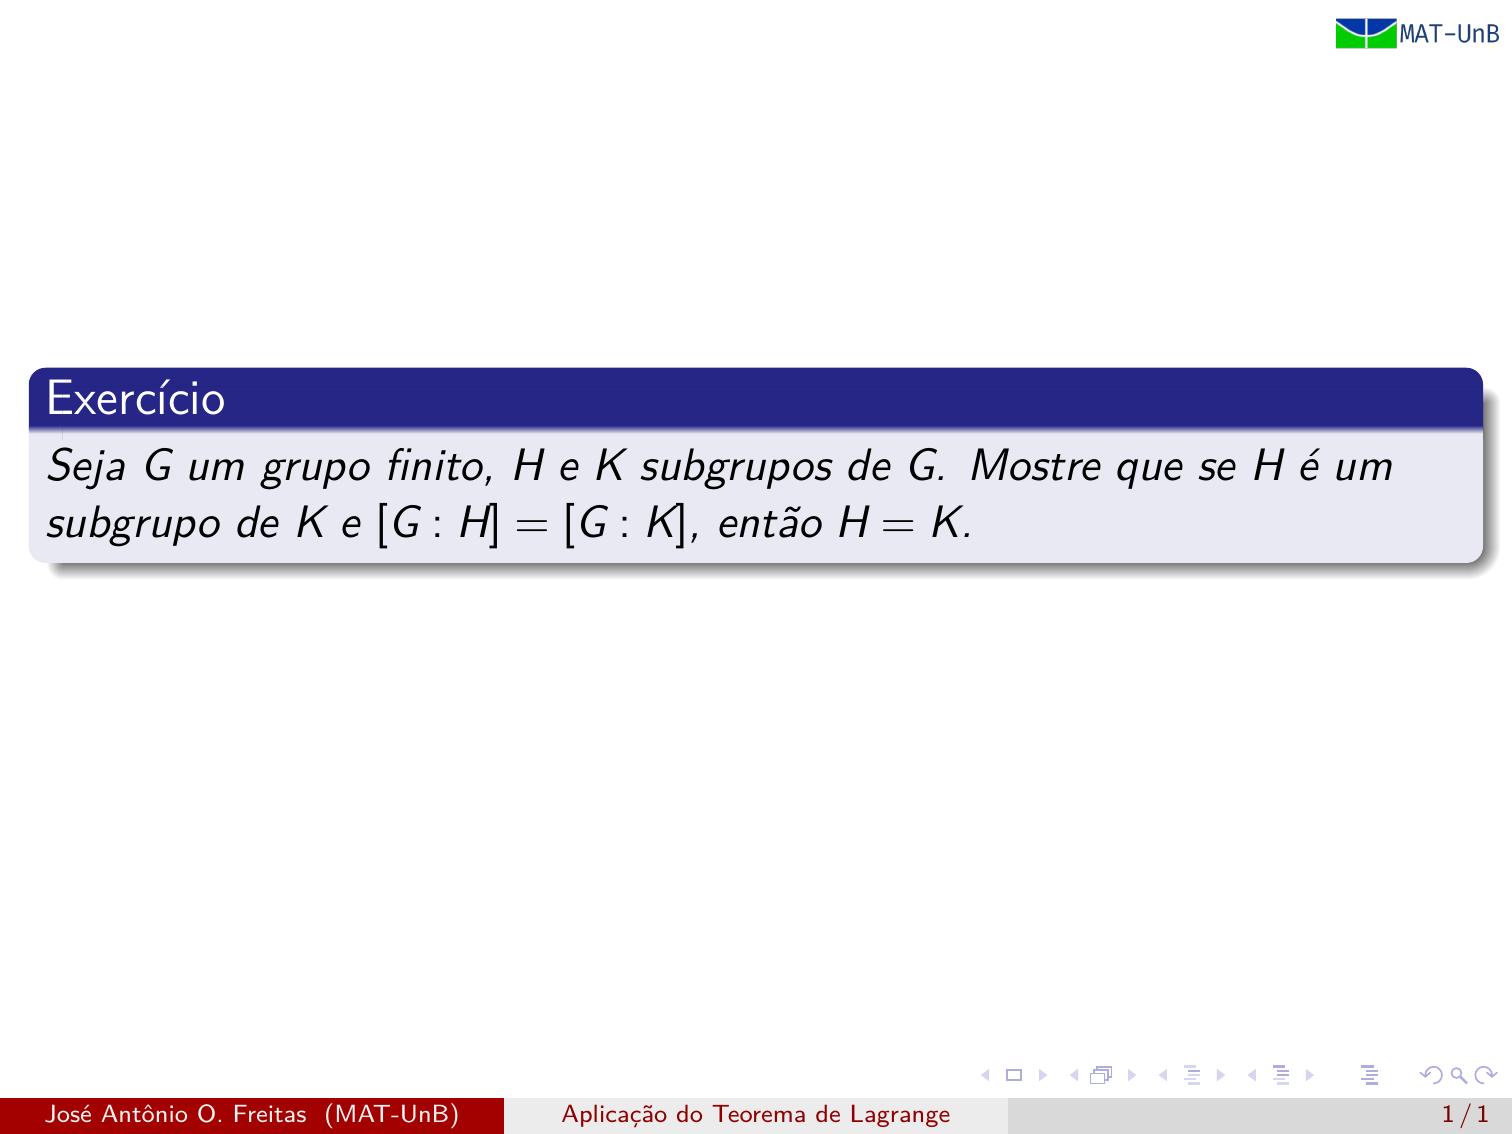 MAT-UnB
Exercício
Seja G um grupo finito, H e K subgrupos de G. Mostre que se H é um
subgrupo de K e [G : H] = [G : K], então H = K.
José Antônio O. Freitas (MAT-UnB) Aplicação do Teorema de Lagrange 1 / 1